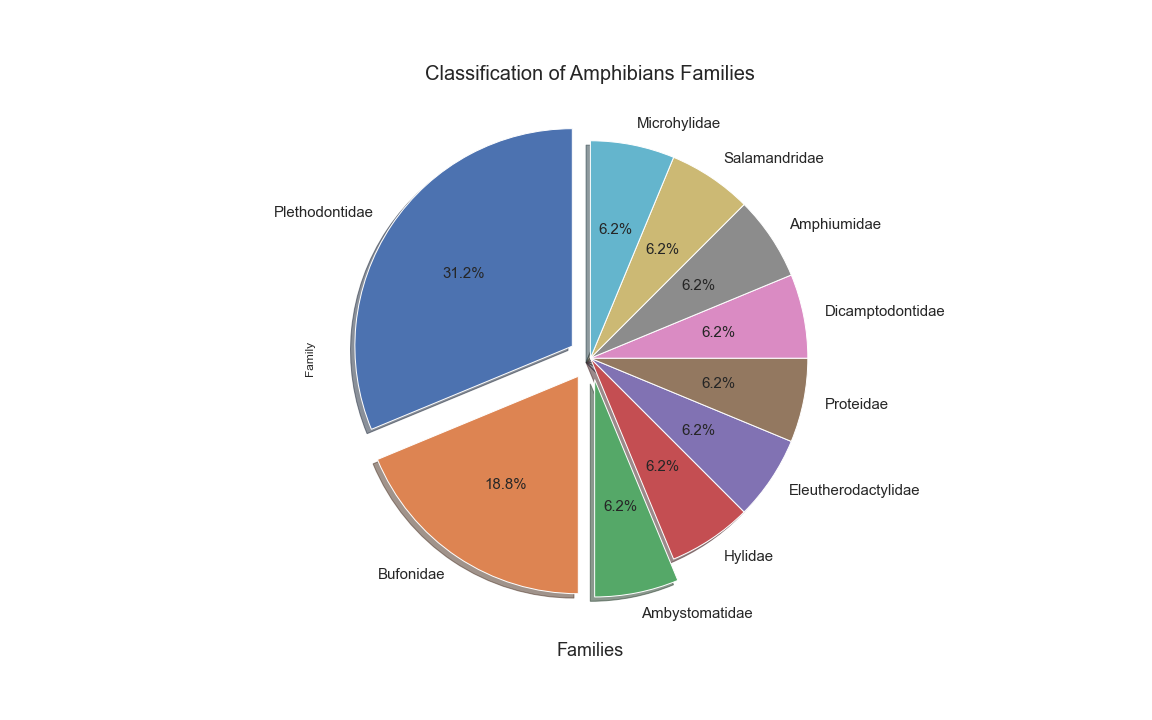 Classification of Amphibians Families
Microhylidae
Salamandridae
Plethodontidae
Amphiumidae
6.2%
6.2%
31.2%
6.2%
Dicamptodontidae
6.2%
Family
6.2%
Proteidae
6.2%
6.2%
18.8%
Eleutherodactylidae
6.2%
Hylidae
Bufonidae
Ambystomatidae
Families